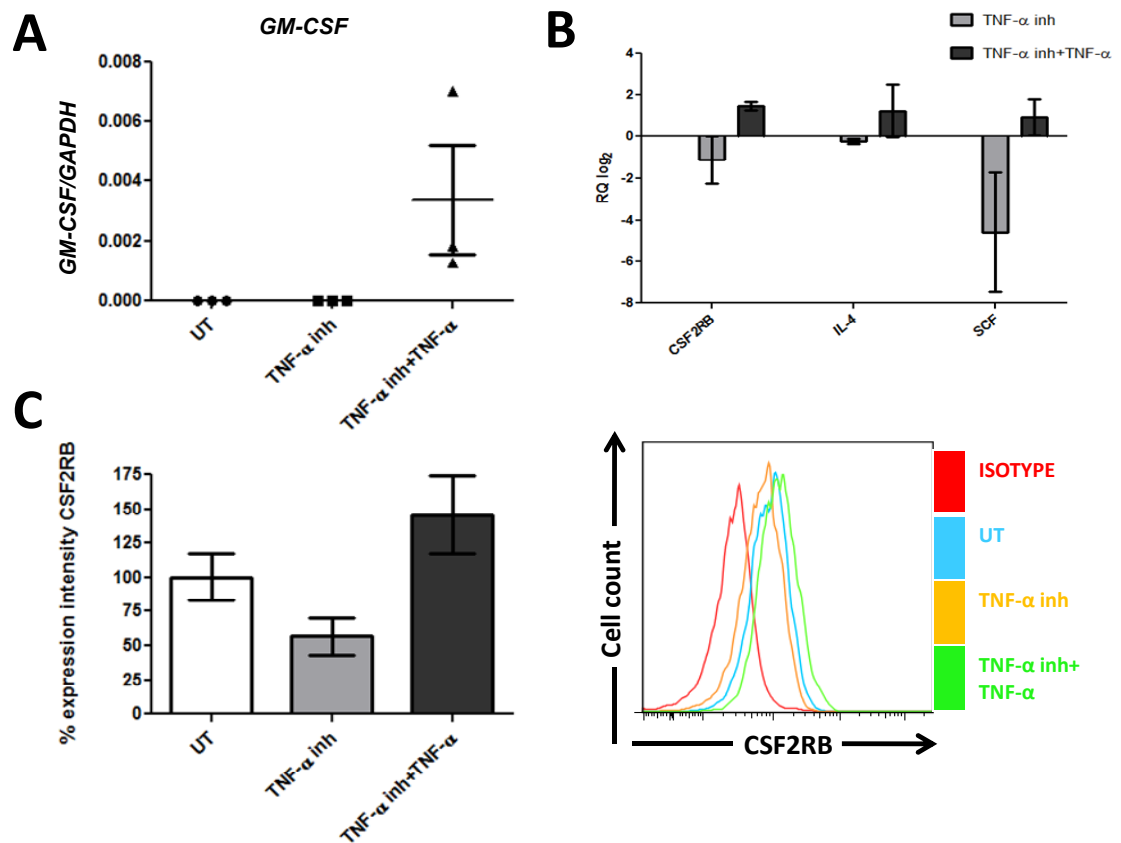 A
GM-CSF
GM-CSF/GAPDH
0.008
0.006
0.004
0.002
0.000
UT
TNF-α inh
TNF-α inh+TNF-α
B
TNF-α inh
TNF-α inh+TNF-α
RQ log2
4
2
0
-2
-4
-6
-8
CSF2RB
IL-4
SCF
C
% expression intensity CSF2RB
175
150
125
100
75
50
25
0
UT
TNF-α inh
TNF-α inh+TNF-α
Cell count
CSF2RB
ISOTYPE
UT
TNF-α inh
TNF-α inh+
TNF-α